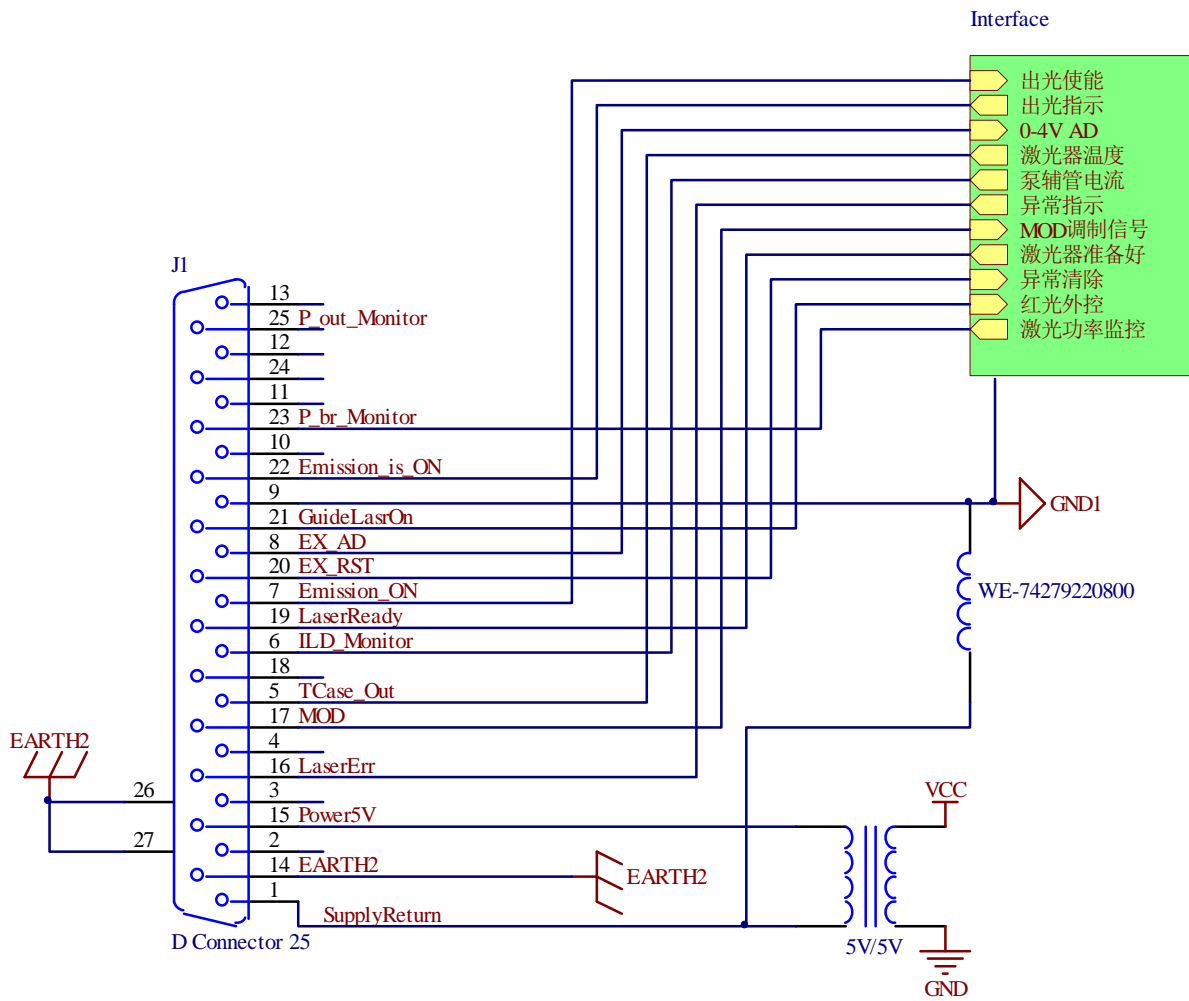 Interface
出光使能
出光指示
0-4V AD
激光器温度
泵辅管电流
异常指示
MOD调制信号
激光器准备好
异常清除
红光外控
激光功率监控
J1
13
25 P_out_Monitor
12
24
11
23 P_br_Monitor
10
22 Emission_is_ON
9
GND1
21 GuideLasrOn
8 EX_AD
20 EX_RST
7 Emission_ON
WE-74279220800
19 LaserReady
6 ILD_Monitor
18
5 TCase_Out
17 MOD
4
EARTH2
16 LaserErr
3
26
VCC
15 Power5V
2
27
14 EARTH2
EARTH2
1
SupplyReturn
D Connector 25
5V/5V
GND